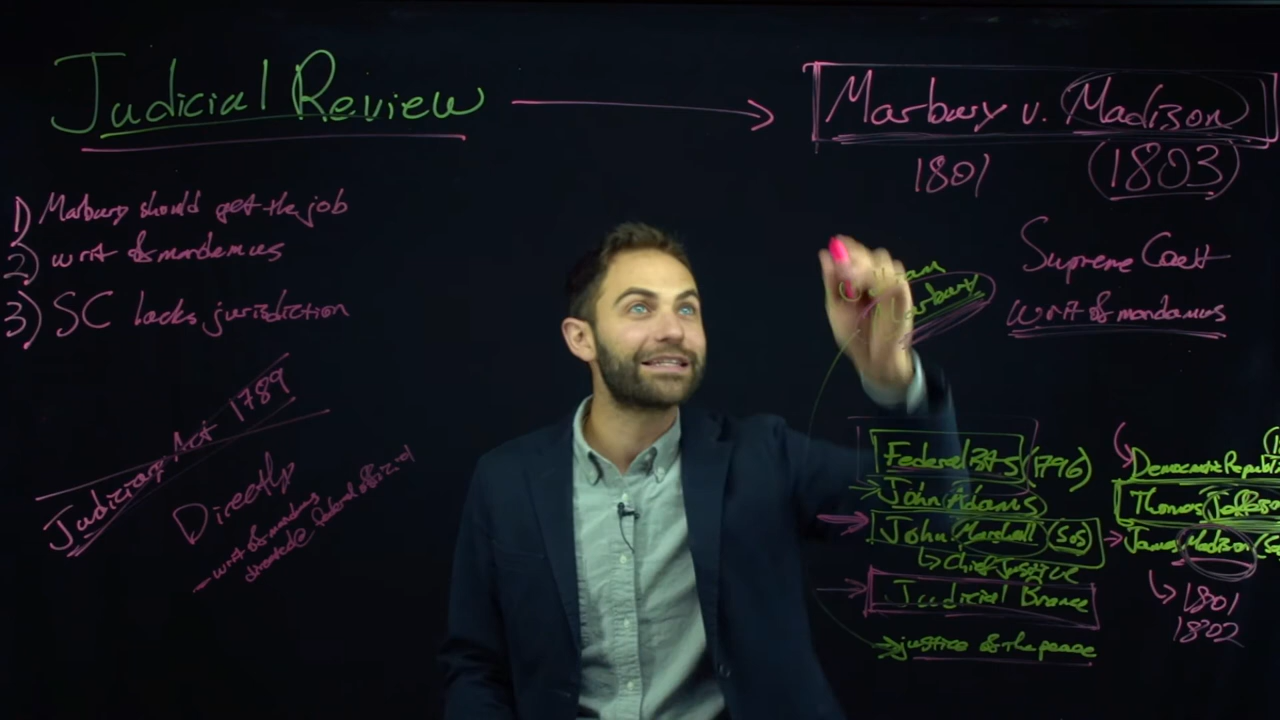 Judicial Review
Marbury v. Madison
1801
(1803)
1) Marbury should get the job
2) writ of mandamus
3) SC lacks jurisdiction
Judiciary Act 1789
Directly
- writ of mandamus
directed @ federal official
Supreme Court
writ of mandamus
Federalists (1796)
John Adams
John Marshall (SoS)
Chief Justice
Judicial Branch
justice of the peace
Thomas Jefferson
James Madison
1801
1802